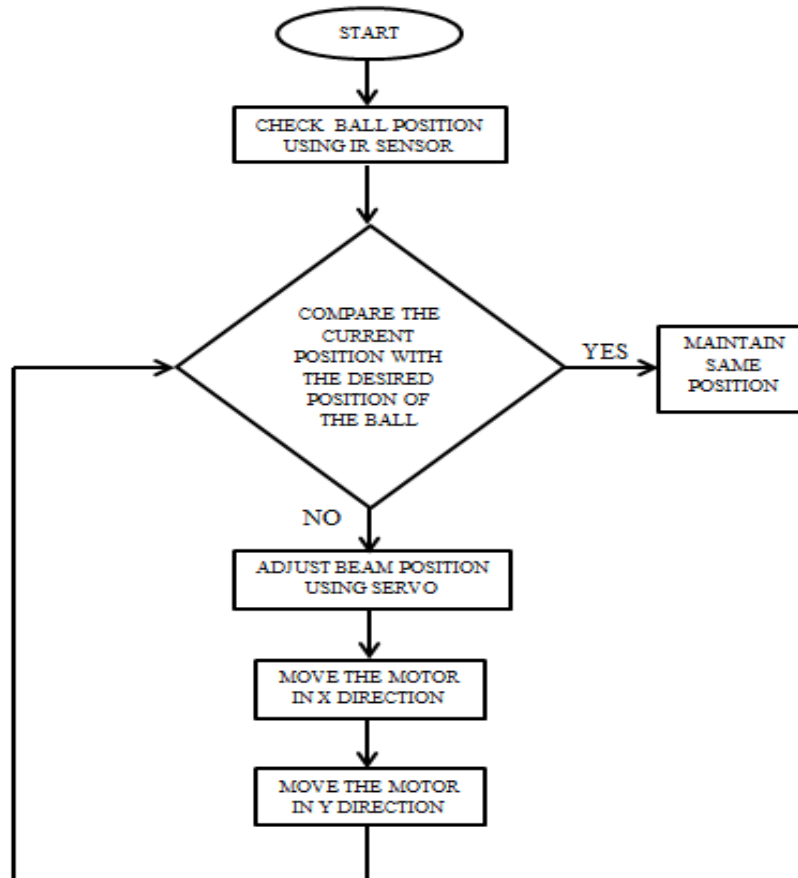 START
CHECK BALL POSITION
USING IR SENSOR
COMPARE THE
CURRENT
POSITION WITH
THE DESIRED
POSITION OF
THE BALL
YES
MAINTAIN
SAME
POSITION
NO
ADJUST BEAM POSITION
USING SERVO
MOVE THE MOTOR
IN X DIRECTION
MOVE THE MOTOR
IN Y DIRECTION